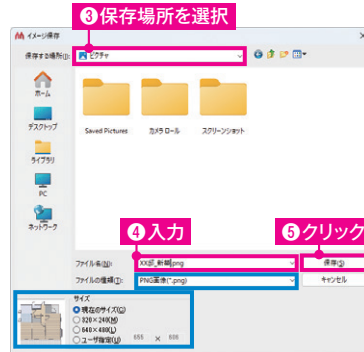 ❸保存場所を選択
イメージ保存
保存する場所(I):
ピクチャ
ホーム
デスクトップ
ライブラリ
PC
ネットワーク
Saved Pictures
カメラ ロール
スクリーンショット
❹入力
❺クリック
ファイル名(N):
XX邸_新築.png
保存(S)
ファイルの種類(T):
PNG画像(*.png)
キャンセル
サイズ
現在のサイズ(C)
320×240(M)
640×480(L)
ユーザ指定(U)
655 × 606